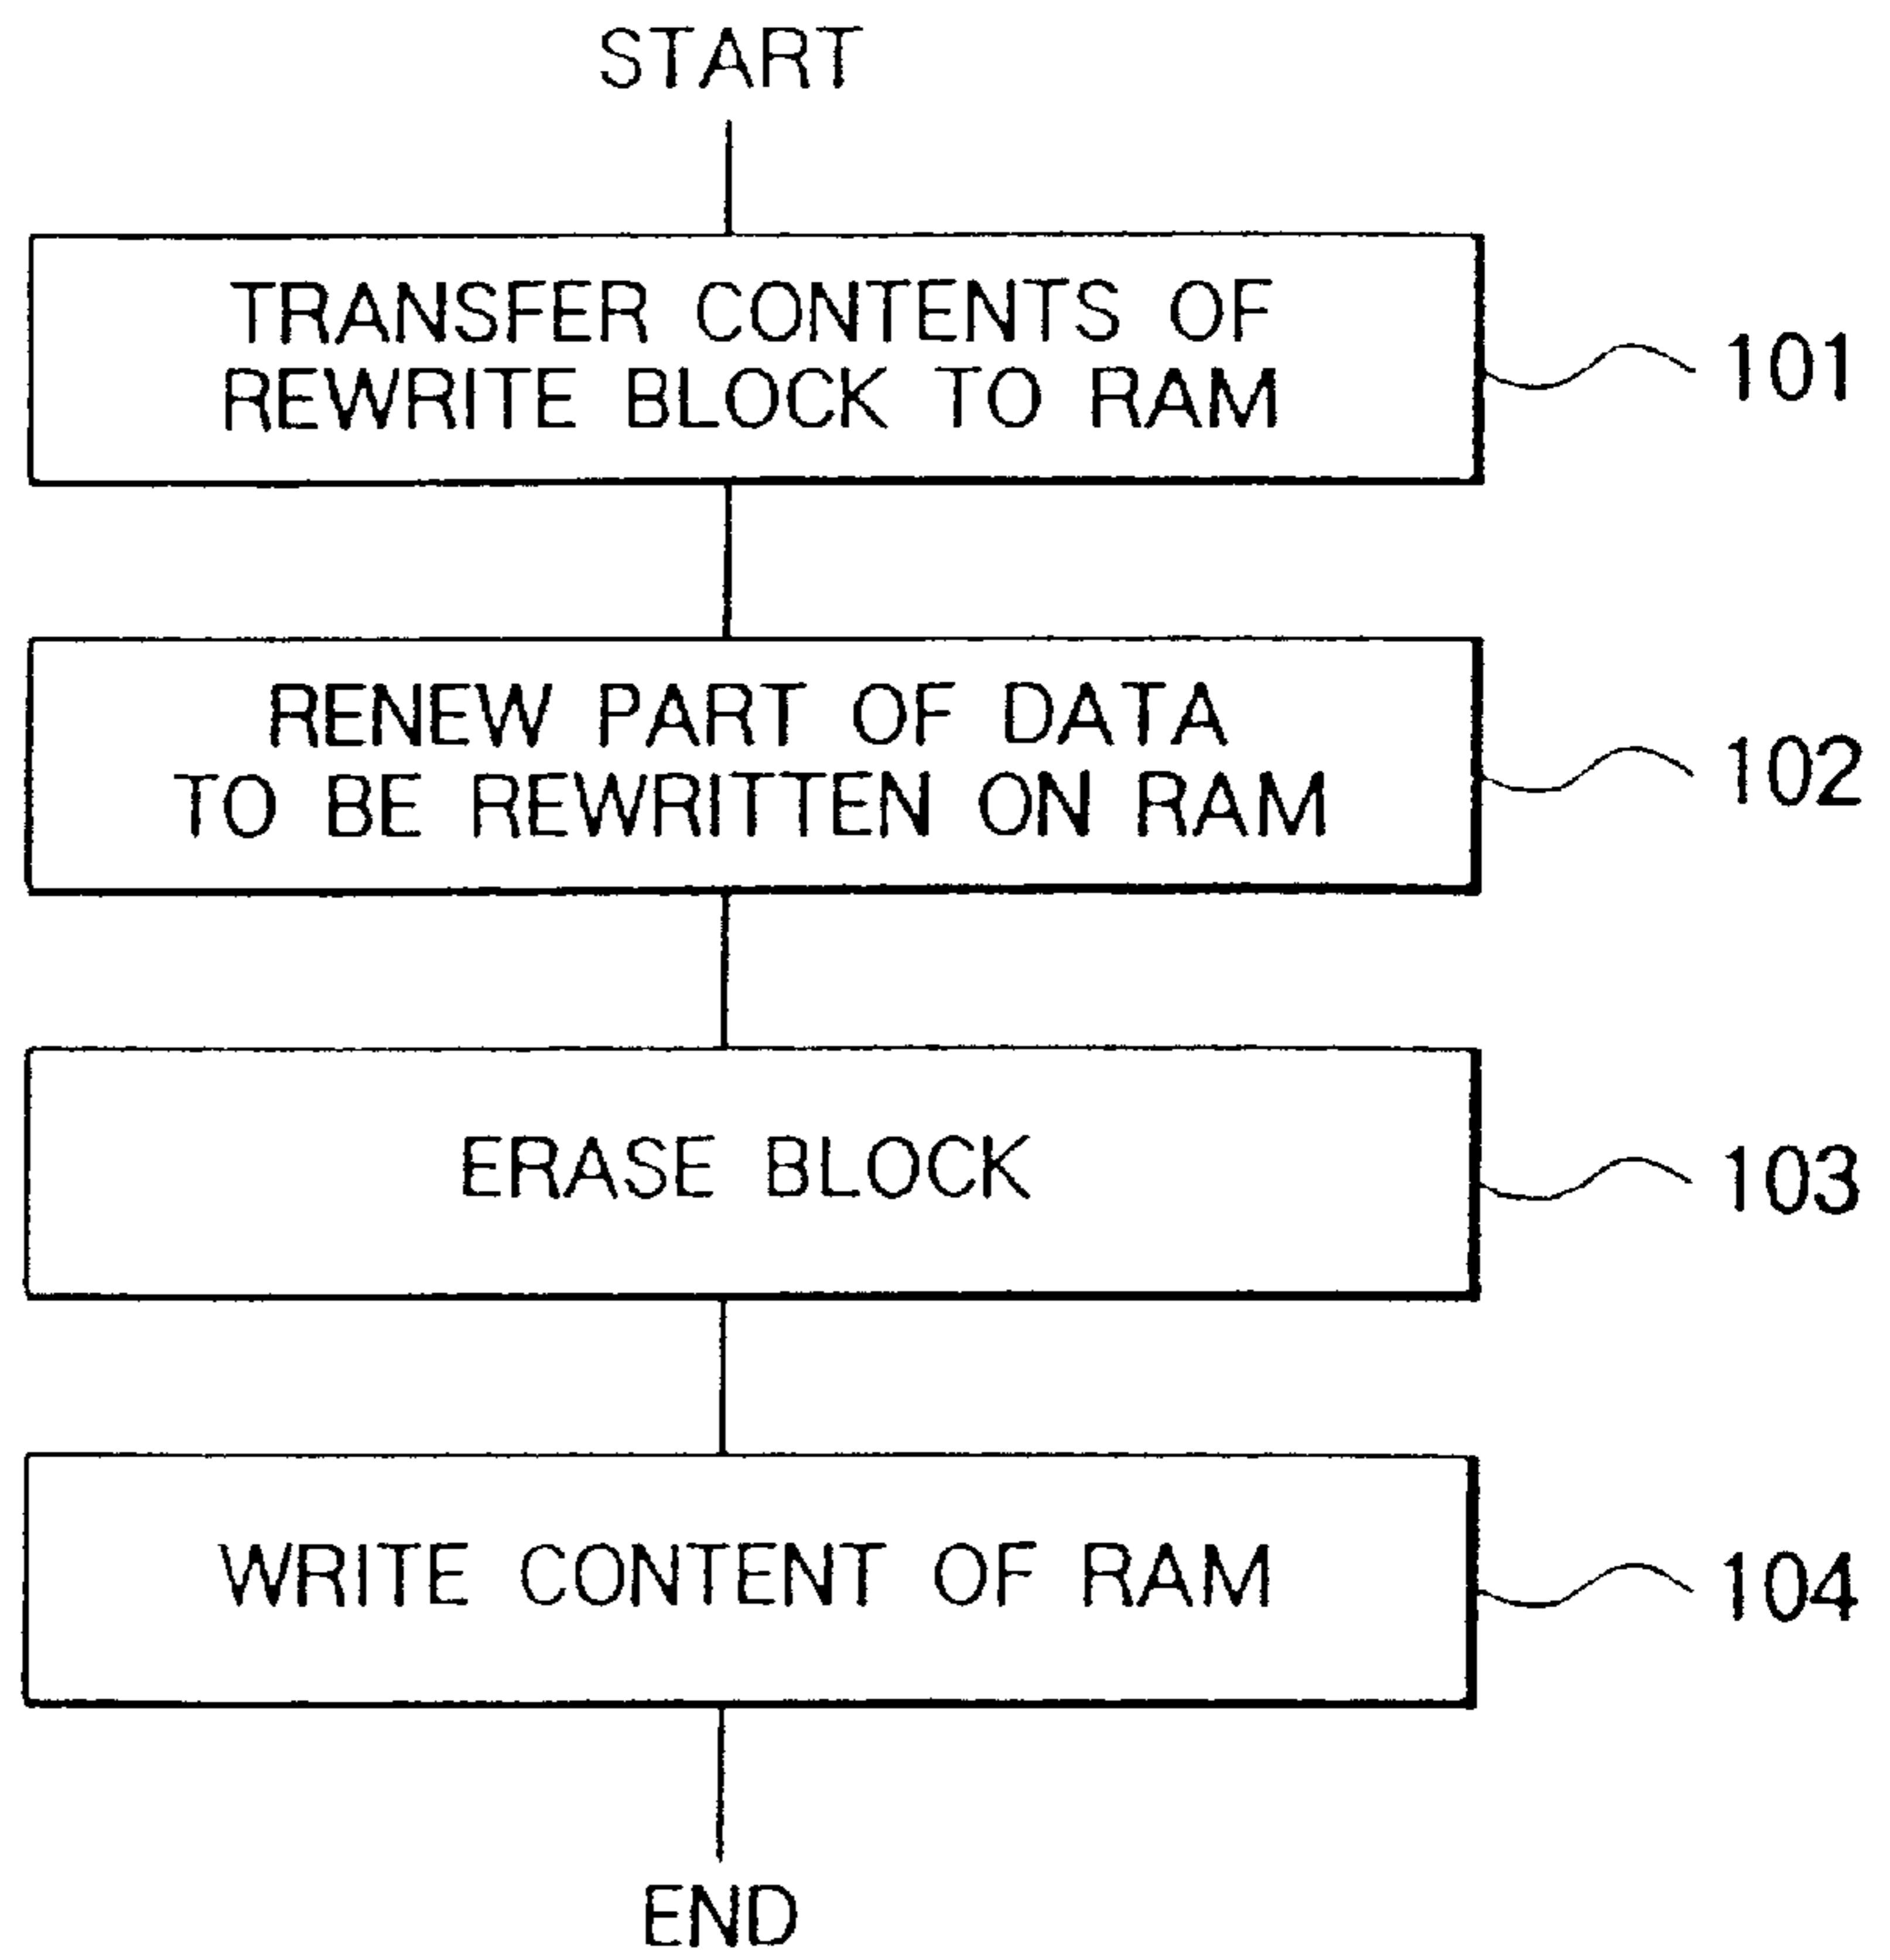 START
TRANSFER CONTENTS OF
REWRITE BLOCK TO RAM
101
RENEW PART OF DATA
TO BE REWRITTEN ON RAM
102
ERASE BLOCK
103
WRITE CONTENT OF RAM
104
END